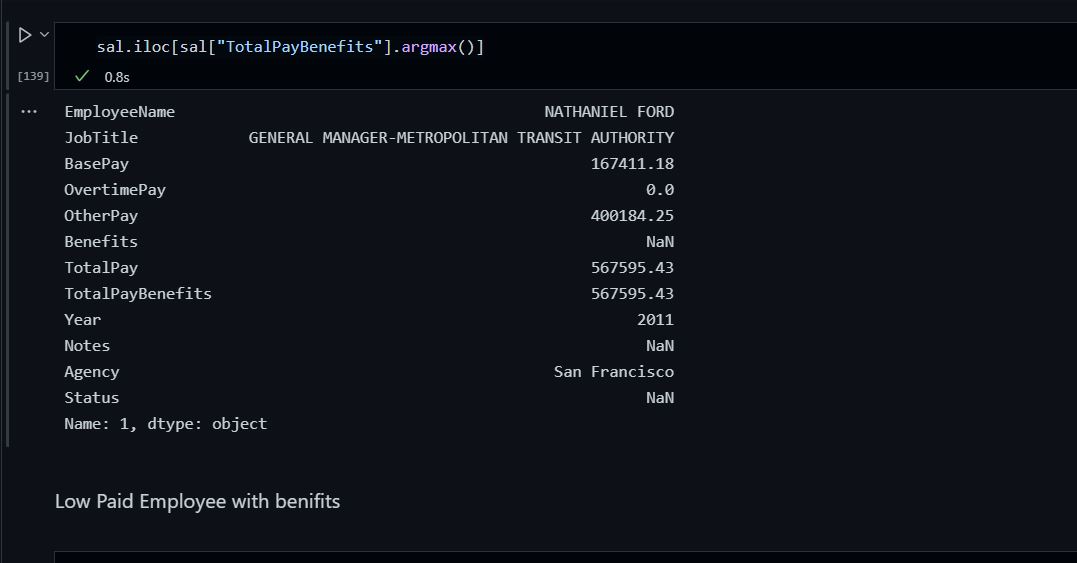 sal.iloc[sal["TotalPayBenefits"].argmax()]
[139] 0.8s
... EmployeeName NATHANIEL FORD
JobTitle GENERAL MANAGER-METROPOLITAN TRANSIT AUTHORITY
BasePay 167411.18
OvertimePay 0.0
OtherPay 400184.25
Benefits NaN
TotalPay 567595.43
TotalPayBenefits 567595.43
Year 2011
Notes NaN
Agency San Francisco
Status NaN
Name: 1, dtype: object
Low Paid Employee with benifits